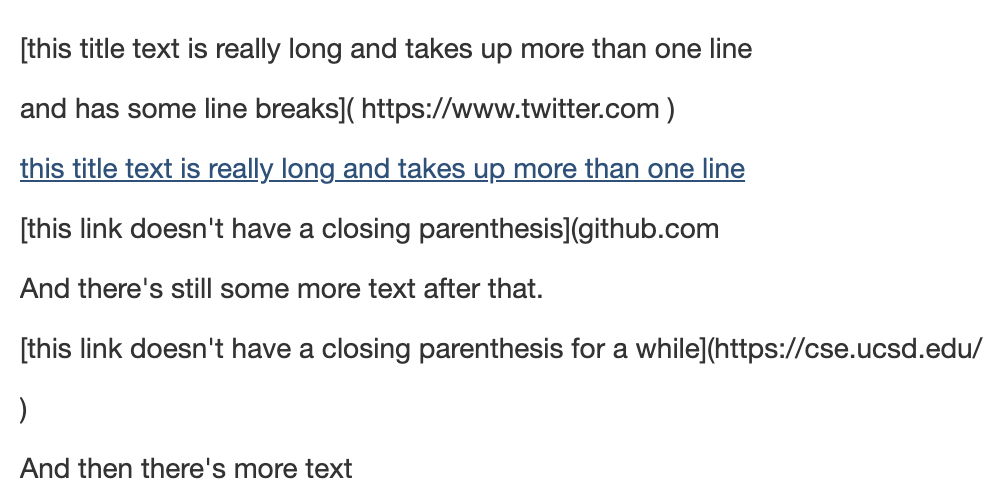 [this title text is really long and takes up more than one line
and has some line breaks]( https://www.twitter.com )
this title text is really long and takes up more than one line
[this link doesn't have a closing parenthesis](github.com
And there's still some more text after that.
[this link doesn't have a closing parenthesis for a while](https://cse.ucsd.edu/
)
And then there's more text